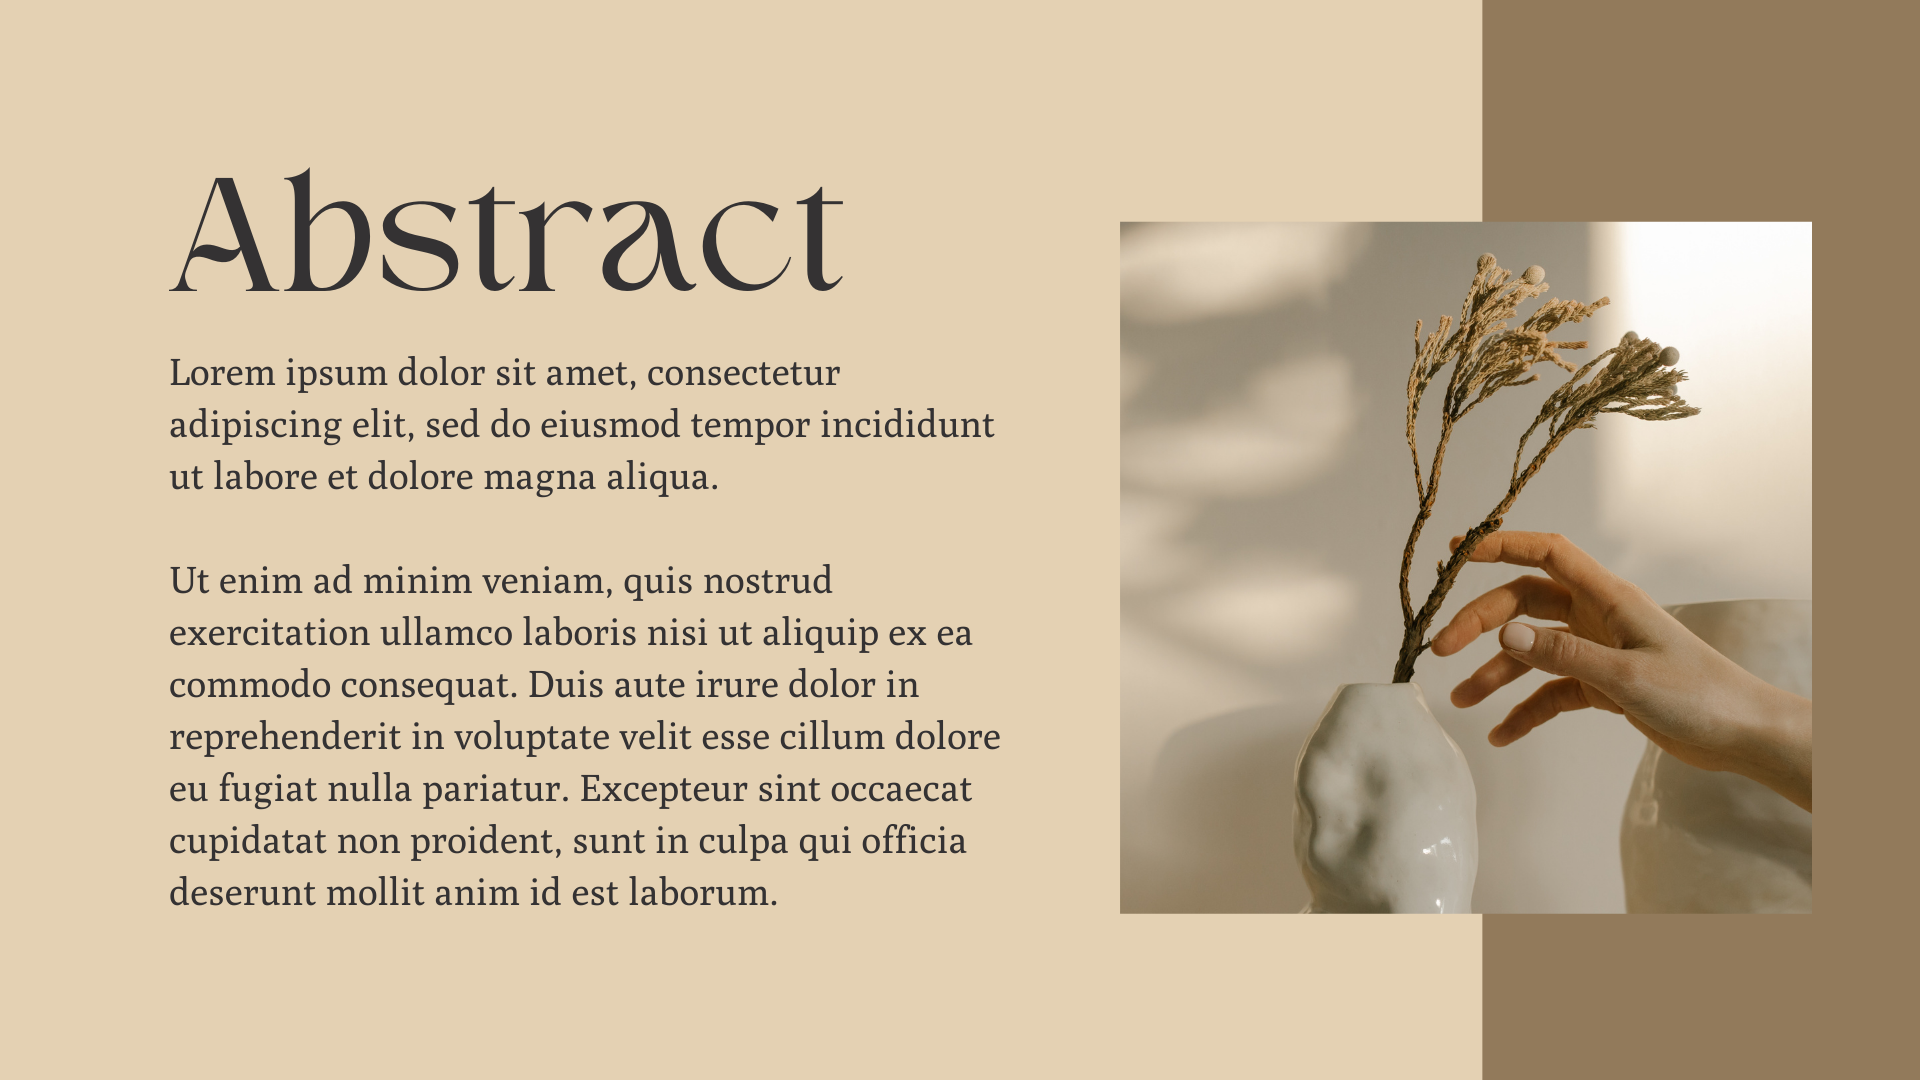 Abstract
Lorem ipsum dolor sit amet, consectetur
adipiscing elit, sed do eiusmod tempor incididunt
ut labore et dolore magna aliqua.
Ut enim ad minim veniam, quis nostrud
exercitation ullamco laboris nisi ut aliquip ex ea
commodo consequat. Duis aute irure dolor in
reprehenderit in voluptate velit esse cillum dolore
eu fugiat nulla pariatur. Excepteur sint occaecat
cupidatat non proident, sunt in culpa qui officia
deserunt mollit anim id est laborum.